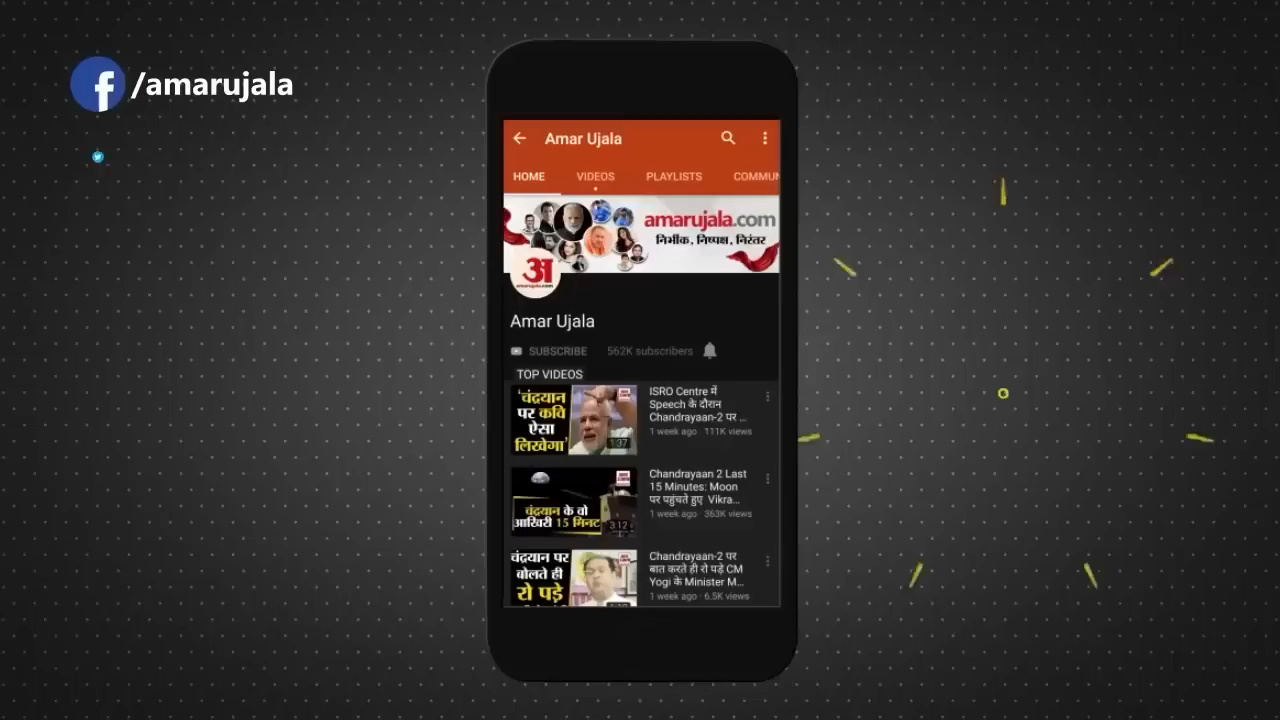 /amarujala
Amar Ujala
HOME VIDEOS PLAYLISTS COMMUN
amarujala.com
निर्भीक, निष्पक्ष, निरंतर
अ
amarujala.com
Amar Ujala
SUBSCRIBE 562K subscribers
TOP VIDEOS
'चंद्रयान
पर कवि
ऐसा
लिखेगा'
1:37
ISRO Centre में
Speech के दौरान
Chandrayaan-2 पर ...
1 week ago · 111K views
चंद्रयान के वो
आखिरी 15 मिनट
3:12
Chandrayaan 2 Last
15 Minutes: Moon
पर पहुंचते हुए Vikra...
1 week ago · 363K views
चंद्रयान पर
बोलते ही
रो पड़े
Chandrayaan-2 पर
बात करते ही रो पड़े CM
Yogi के Minister M...
1 week ago · 6.5K views